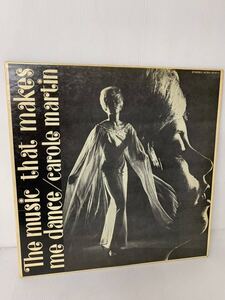 The music that makes
me dance/carole martin